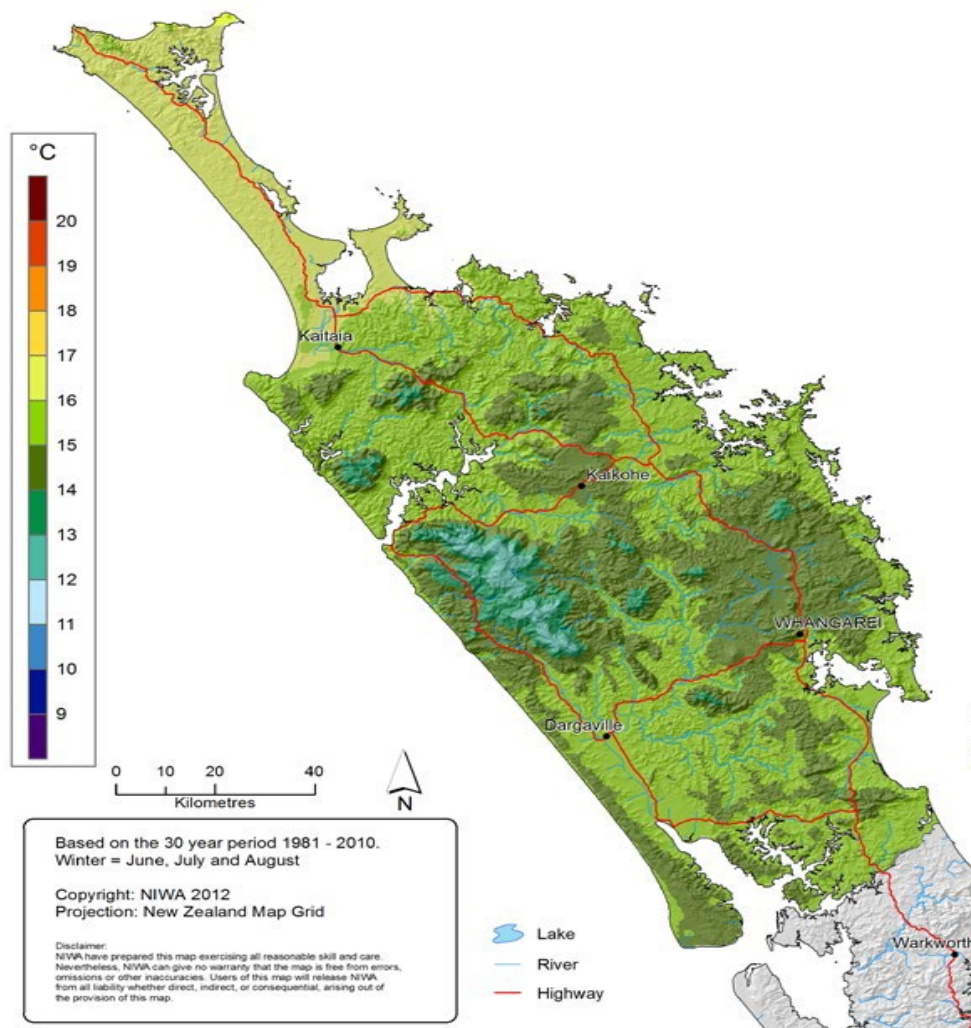 °C
20
19
18
17
16
15
14
13
12
11
10
9
Kaitaia
Kaikohe
WHANGAREI
Dargaville
Warkworth
0 10 20 40
Kilometres
N
Based on the 30 year period 1981 - 2010.
Winter = June, July and August
Copyright: NIWA 2012
Projection: New Zealand Map Grid
Disclaimer:
NIWA have prepared this map exercising all reasonable skill and care.
Nevertheless, NIWA can give no warranty that the map is free from errors,
omissions or other inaccuracies. Users of this map will release NIWA
from all liability whether direct, indirect, or consequential, arising out of
the provision of this map.
Lake
River
Highway